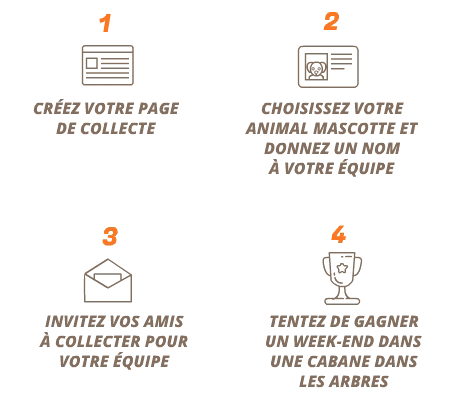 1
CRÉEZ VOTRE PAGE
DE COLLECTE
2
CHOISISSEZ VOTRE
ANIMAL MASCOTTE ET
DONNEZ UN NOM
À VOTRE ÉQUIPE
3
INVITEZ VOS AMIS
À COLLECTER POUR
VOTRE ÉQUIPE
4
TENTEZ DE GAGNER
UN WEEK-END DANS
UNE CABANE DANS
LES ARBRES